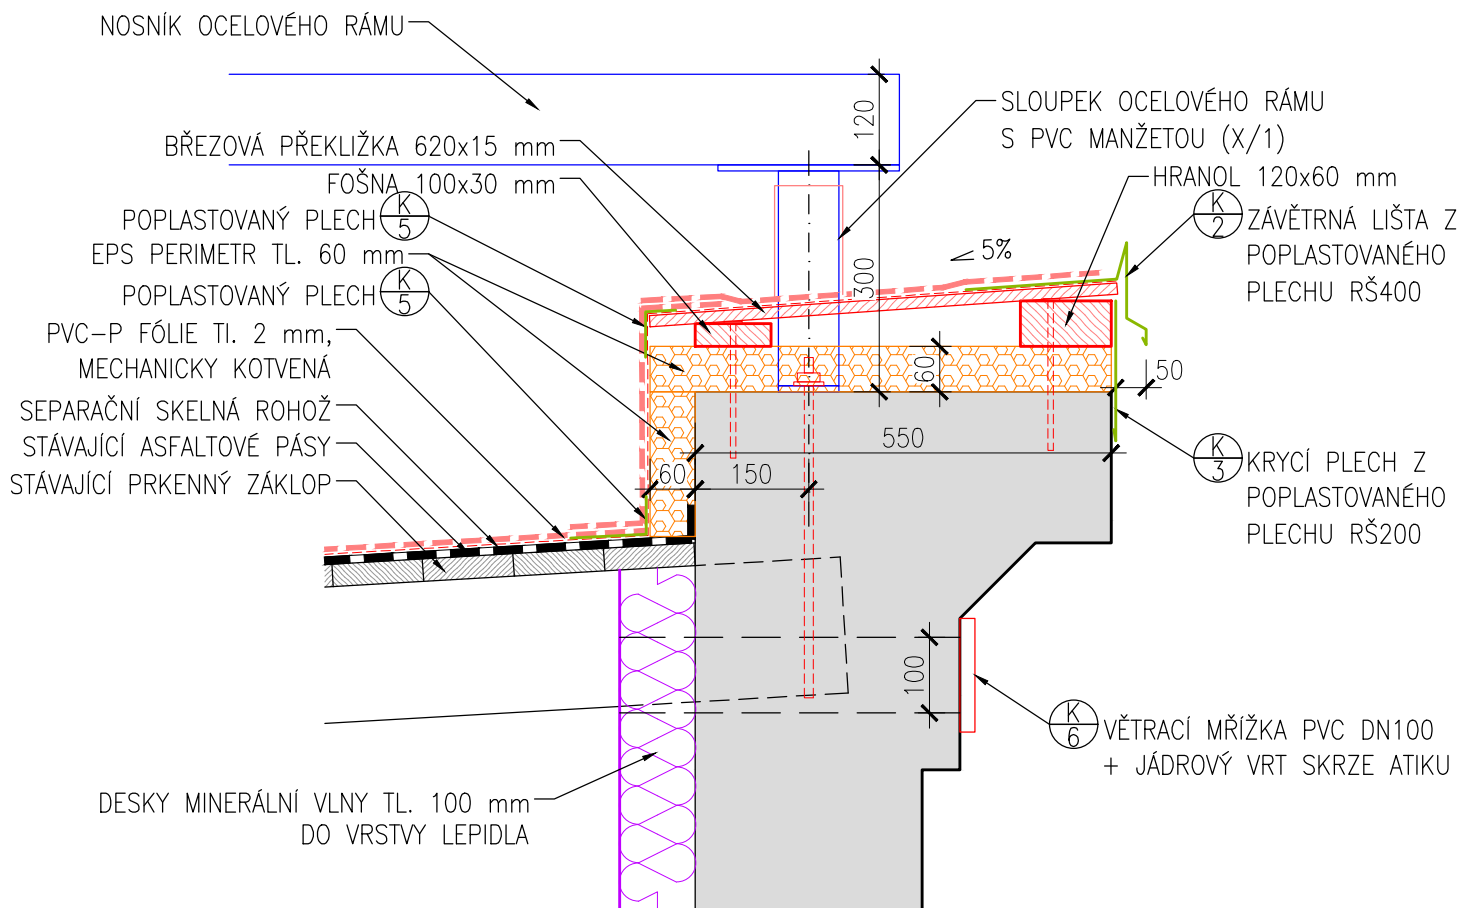 NOSNÍK OCELOVÉHO RÁMU
120
SLOUPEK OCELOVÉHO RÁMU
S PVC MANŽETOU (X/1)
BŘEZOVÁ PŘEKLIŽKA 620x15 mm
FOŠNA 100x30 mm
HRANOL 120x60 mm
K
5
POPLASTOVANÝ PLECH
K
2
ZÁVĚTRNÁ LIŠTA Z
POPLASTOVANÉHO
PLECHU RŠ400
EPS PERIMETR TL. 60 mm
5%
300
K
5
POPLASTOVANÝ PLECH
PVC-P FÓLIE Tl. 2 mm,
MECHANICKY KOTVENÁ
60
50
SEPARAČNÍ SKELNÁ ROHOŽ
STÁVAJÍCÍ ASFALTOVÉ PÁSY
STÁVAJÍCÍ PRKENNÝ ZÁKLOP
550
60
150
K
3
KRYCÍ PLECH Z
POPLASTOVANÉHO
PLECHU RŠ200
100
K
6
VĚTRACÍ MŘÍŽKA PVC DN100
+ JÁDROVÝ VRT SKRZE ATIKU
DESKY MINERÁLNÍ VLNY TL. 100 mm
DO VRSTVY LEPIDLA